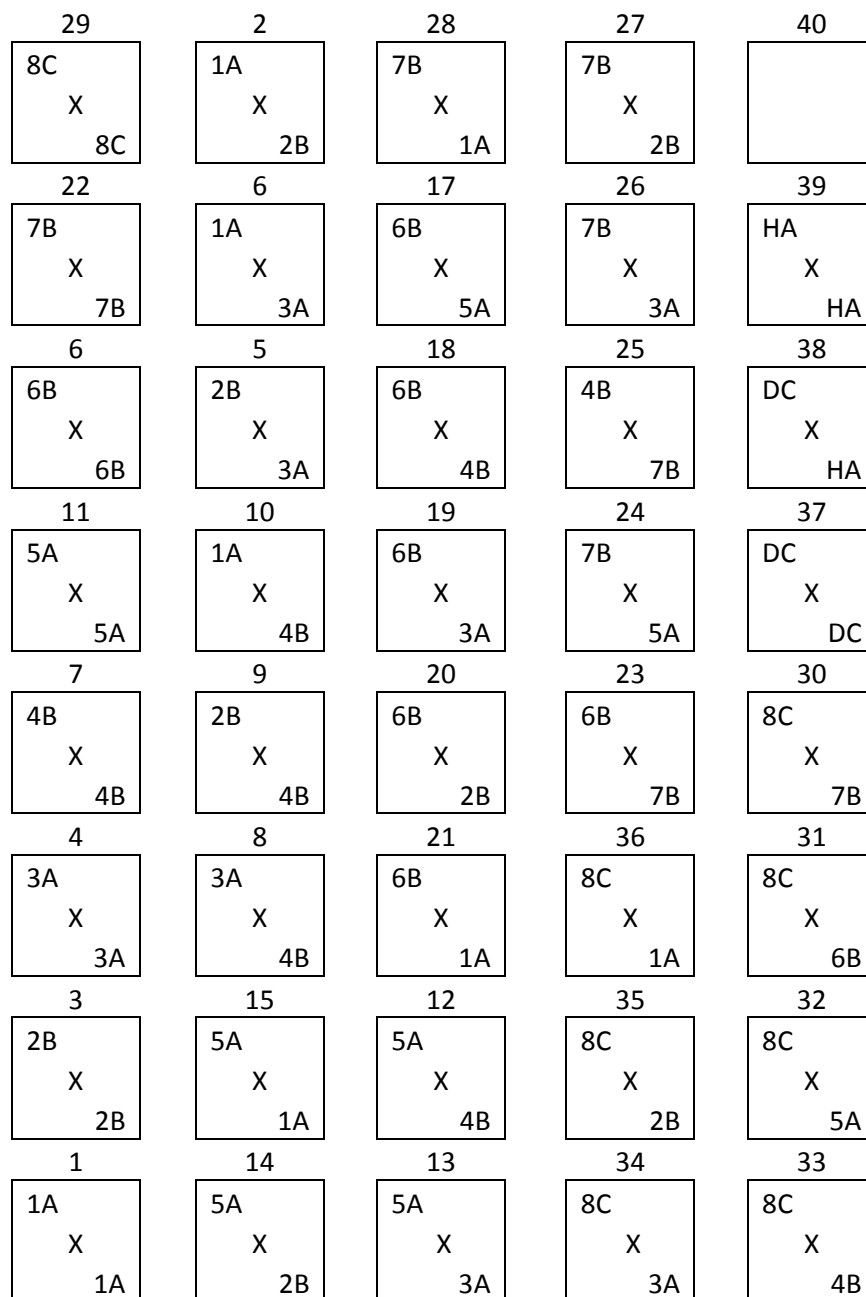 29 2 28 27 40
8C 1A 7B 7B
X X X X
8C 2B 1A 2B
22 6 17 26 39
7B 1A 6B 7B HA
X X X X X
7B 3A 5A 3A HA
6 5 18 25 38
6B 2B 6B 4B DC
X X X X X
6B 3A 4B 7B HA
11 10 19 24 37
5A 1A 6B 7B DC
X X X X X
5A 4B 3A 5A DC
7 9 20 23 30
4B 2B 6B 6B 8C
X X X X X
4B 4B 2B 7B 7B
4 8 21 36 31
3A 3A 6B 8C 8C
X X X X X
3A 4B 1A 1A 6B
3 15 12 35 32
2B 5A 5A 8C 8C
X X X X X
2B 1A 4B 2B 5A
1 14 13 34 33
1A 5A 5A 8C 8C
X X X X X
1A 2B 3A 3A 4B